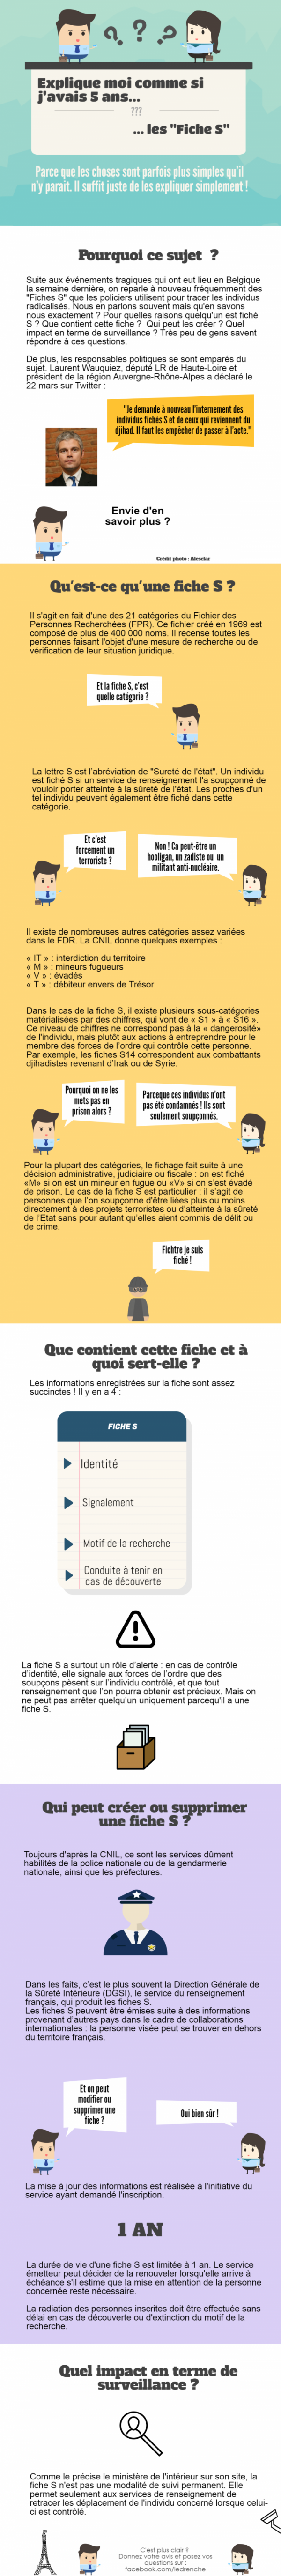 ? ? ?
Explique moi comme si
j'avais 5 ans...
???
... les "Fiche S"
Parce que les choses sont parfois plus simples qu'il
n'y parait. Il suffit juste de les expliquer simplement !
Pourquoi ce sujet ?
Suite aux événements tragiques qui ont eut lieu en Belgique
la semaine dernière, on reparle à nouveau fréquemment des
"Fiches S" que les policiers utilisent pour tracer les individus
radicalisés. Nous en parlons souvent mais qu'en savons
nous exactement ? Pour quelles raisons quelqu'un est fiché
S ? Que contient cette fiche ? Qui peut les créer ? Quel
impact en terme de surveillance ? Très peu de gens savent
répondre à ces questions.
De plus, les responsables politiques se sont emparés du
sujet. Laurent Wauquiez, député LR de Haute-Loire et
président de la région Auvergne-Rhône-Alpes a déclaré le
22 mars sur Twitter :
"Je demande à nouveau l'internement des
individus fichés S et de ceux qui reviennent du
djihad. Il faut les empêcher de passer à l'acte."
Envie d'en
savoir plus ?
Crédit photo : Alesclar
Qu'est-ce qu'une fiche S ?
Il s'agit en fait d'une des 21 catégories du Fichier des
Personnes Recherchées (FPR). Ce fichier créé en 1969 est
composé de plus de 400 000 noms. Il recense toutes les
personnes faisant l'objet d'une mesure de recherche ou de
vérification de leur situation juridique.
Et la fiche S, c'est
quelle catégorie ?
La lettre S est l'abréviation de "Sureté de l'état". Un individu
est fiché S si un service de renseignement l'a soupçonné de
vouloir porter atteinte à la sûreté de l'état. Les proches d'un
tel individu peuvent également être fiché dans cette
catégorie.
Et c'est
forcement un
terroriste ?
Non ! Ca peut-être un
hooligan, un zadiste ou un
militant anti-nucléaire.
Il existe de nombreuses autres catégories assez variées
dans le FDR. La CNIL donne quelques exemples :
« IT » : interdiction du territoire
« M » : mineurs fugueurs
« V » : évadés
« T » : débiteur envers de Trésor
Dans le cas de la fiche S, il existe plusieurs sous-catégories
matérialisées par des chiffres, qui vont de « S1 » à « S16 ».
Ce niveau de chiffres ne correspond pas à la « dangerosité»
de l'individu, mais plutôt aux actions à entreprendre pour le
membre des forces de l'ordre qui contrôle cette personne.
Par exemple, les fiches S14 correspondent aux combattants
djihadistes revenand d'Irak ou de Syrie.
Pourquoi on ne les
mets pas en
prison alors ?
Parceque ces individus n'ont
pas été condamnés ! Ils sont
seulement soupçonnés.
Pour la plupart des catégories, le fichage fait suite à une
décision administrative, judiciaire ou fiscale : on est fiché
«M» si on est un mineur en fugue ou «V» si on s'est évadé
de prison. Le cas de la fiche S est particulier : il s'agit de
personnes que l'on soupçonne d'être liées plus ou moins
directement à des projets terroristes ou d'atteinte à la sûreté
de l'Etat sans pour autant qu'elles aient commis de délit ou
de crime.
Fichtre je suis
fiché !
Que contient cette fiche et à
quoi sert-elle ?
Les informations enregistrées sur la fiche sont assez
succinctes ! Il y en a 4 :
FICHE S
Identité
Signalement
Motif de la recherche
Conduite à tenir en
cas de découverte
La fiche S a surtout un rôle d'alerte : en cas de contrôle
d'identité, elle signale aux forces de l'ordre que des
soupçons pèsent sur l'individu contrôlé, et que tout
renseignement que l'on pourra obtenir est précieux. Mais on
ne peut pas arrêter quelqu'un uniquement parcequ'il a une
fiche S.
Qui peut créer ou supprimer
une fiche S ?
Toujours d'après la CNIL, ce sont les services dûment
habilités de la police nationale ou de la gendarmerie
nationale, ainsi que les préfectures.
Dans les faits, c'est le plus souvent la Direction Générale de
la Sûreté Intérieure (DGSI), le service du renseignement
français, qui produit les fiches S.
Les fiches S peuvent être émises suite à des informations
provenant d'autres pays dans le cadre de collaborations
internationales : la personne visée peut se trouver en dehors
du territoire français.
Et on peut
modifier ou
supprimer une
fiche ?
Oui bien sûr !
La mise à jour des informations est réalisée à l'initiative du
service ayant demandé l'inscription.
1 AN
La durée de vie d'une fiche S est limitée à 1 an. Le service
émetteur peut décider de la renouveler lorsqu'elle arrive à
échéance s'il estime que la mise en attention de la personne
concernée reste nécessaire.
La radiation des personnes inscrites doit être effectuée sans
délai en cas de découverte ou d'extinction du motif de la
recherche.
Quel impact en terme de
surveillance ?
Comme le précise le ministère de l'intérieur sur son site, la
fiche S n'est pas une modalité de suivi permanent. Elle
permet seulement aux services de renseignement de
retracer les déplacement de l'individu concerné lorsque celui-
ci est contrôlé.
C'est plus clair ?
Donnez votre avis et posez vos
questions sur :
facebook.com/ledrenche